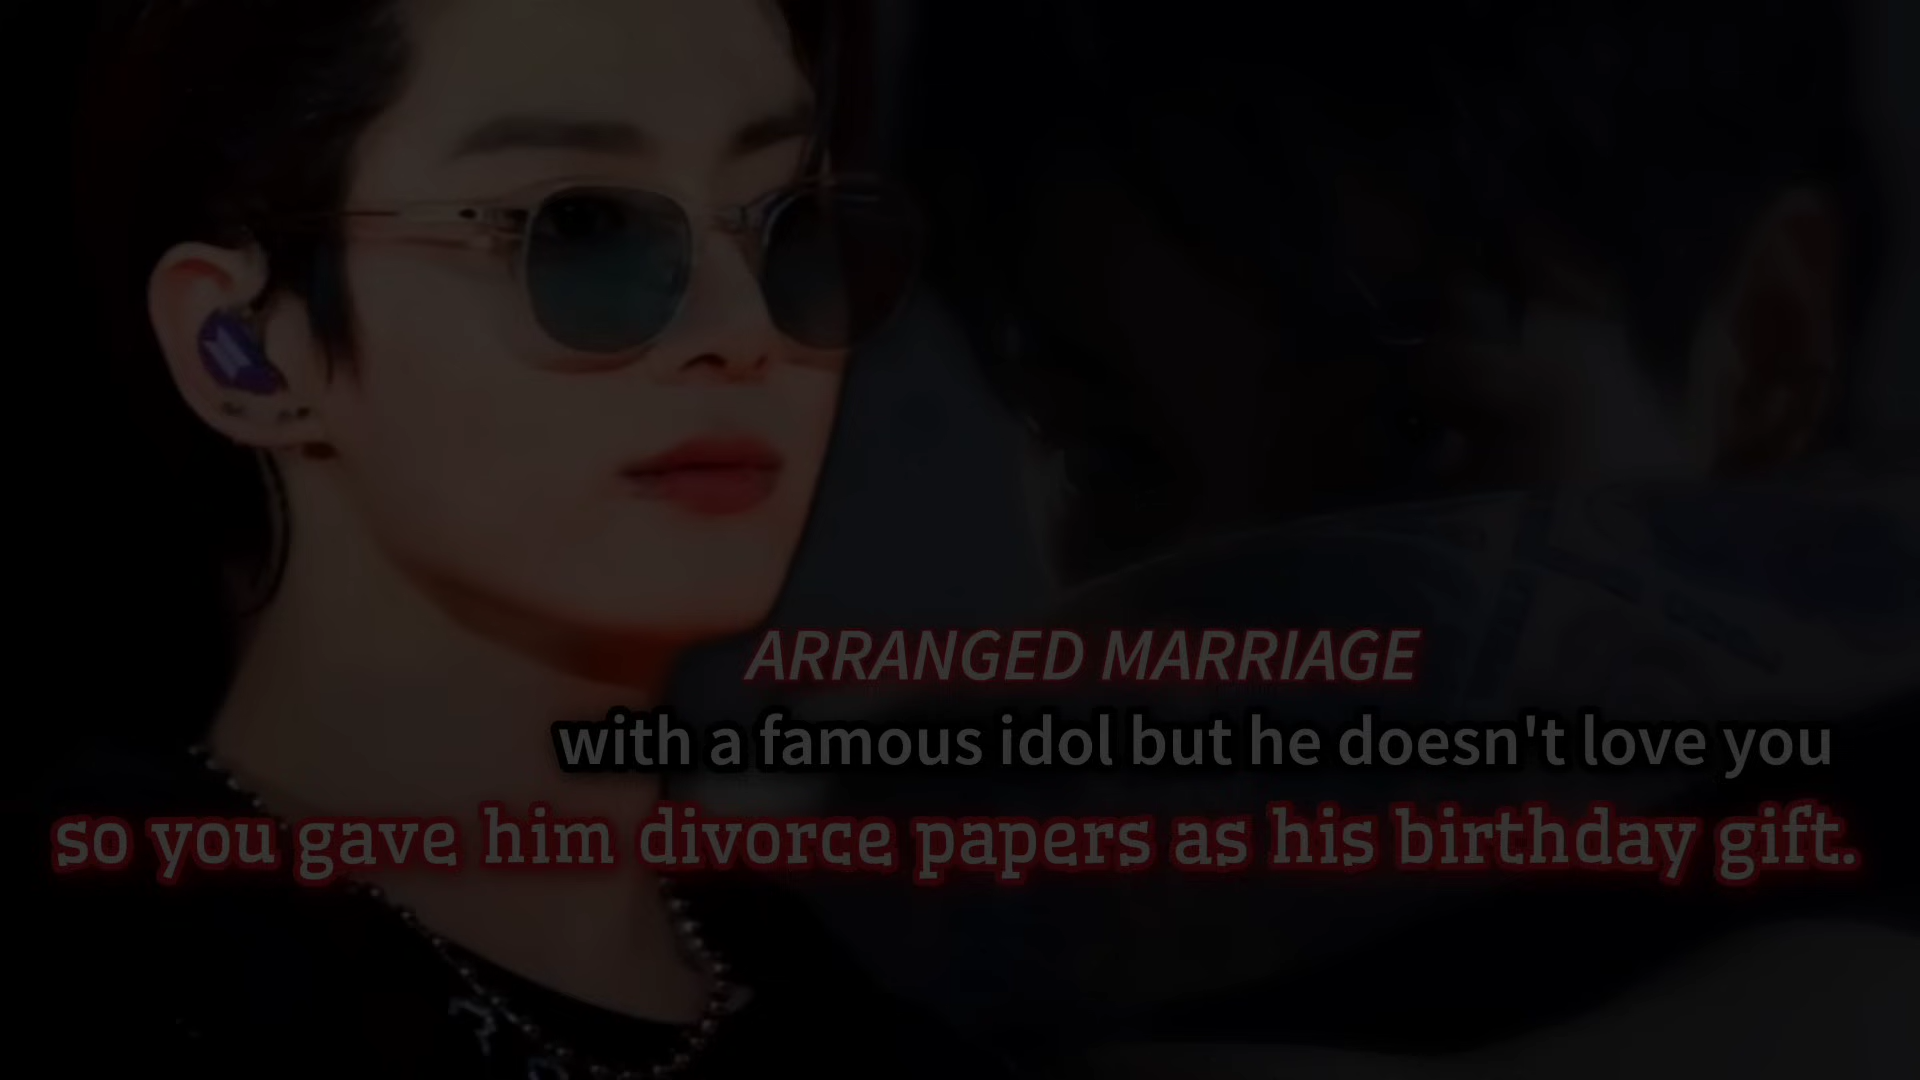 ARRANGED MARRIAGE
with a famous idol but he doesn't love you
so you gave him divorce papers as his birthday gift.